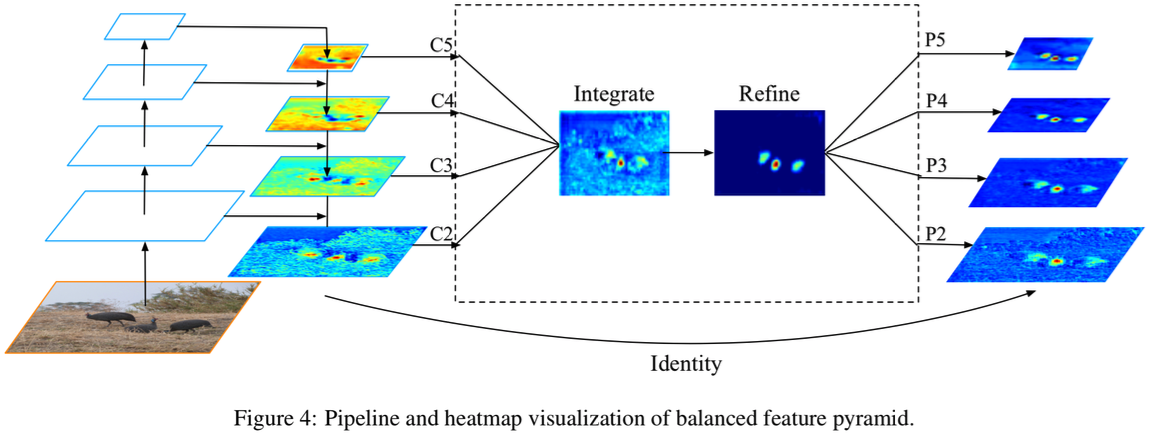 C5
C4
C3
C2
Integrate
Refine
P5
P4
P3
P2
Identity
Figure 4: Pipeline and heatmap visualization of balanced feature pyramid.